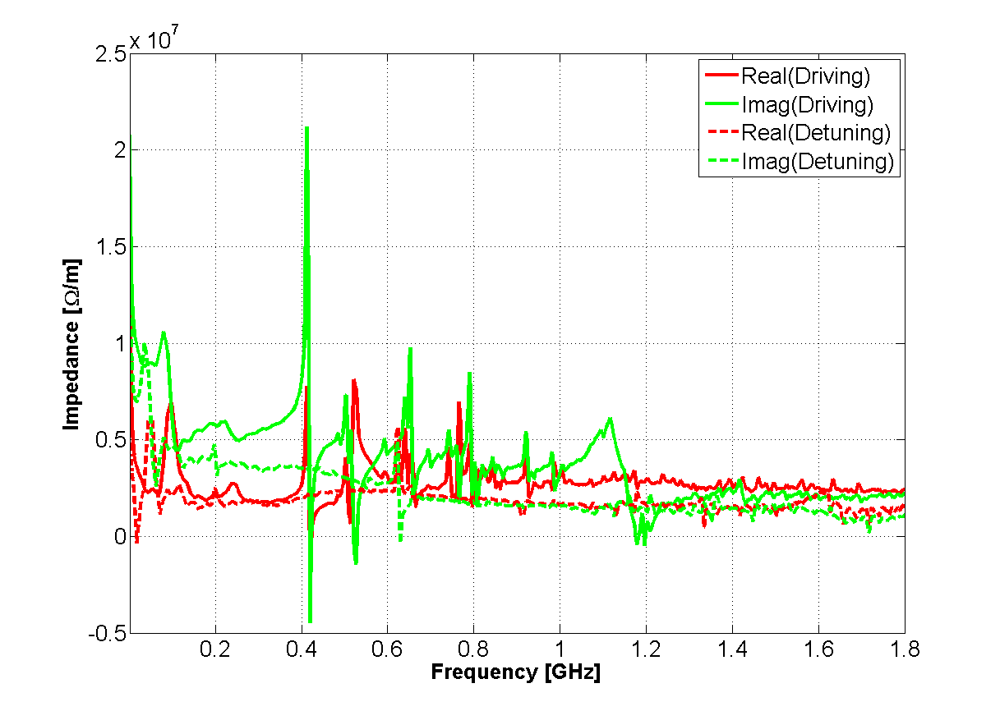 x 10⁷
2.5
2
1.5
1
0.5
0
-0.5
Impedance [Ω/m]
Real(Driving)
Imag(Driving)
Real(Detuning)
Imag(Detuning)
0.2 0.4 0.6 0.8 1 1.2 1.4 1.6 1.8
Frequency [GHz]